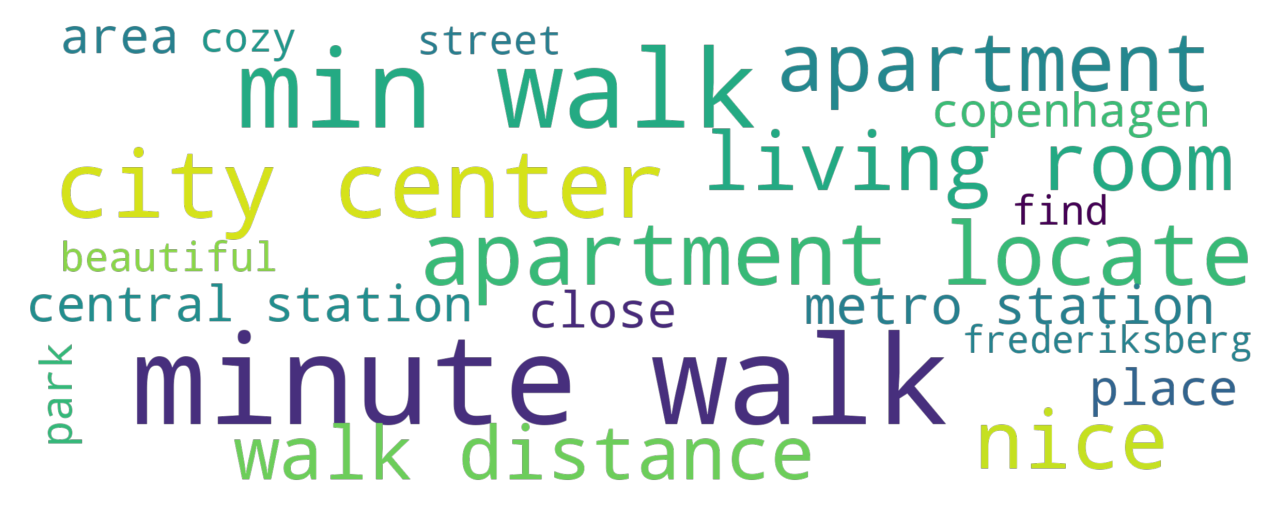 area
cozy
street
min walk
apartment
copenhagen
city center
living room
find
beautiful
apartment locate
central station
close
metro station
frederiksberg
park
minute walk
place
walk distance
nice